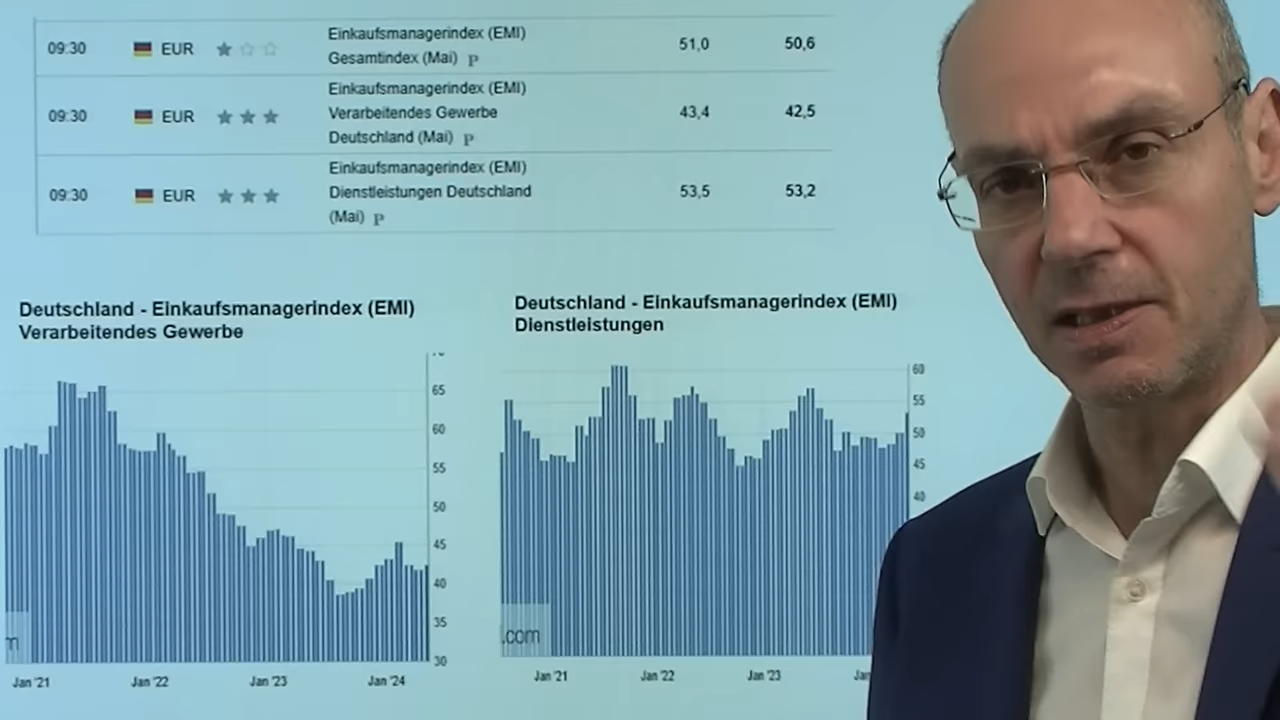 09:30 EUR Einkaufsmanagerindex (EMI)
Gesamtindex (Mai) P 51,0 50,6
09:30 EUR Einkaufsmanagerindex (EMI)
Verarbeitendes Gewerbe 43,4 42,5
Deutschland (Mai) P
09:30 EUR Einkaufsmanagerindex (EMI)
Dienstleistungen Deutschland 53,5 53,2
(Mai) P
Deutschland - Einkaufsmanagerindex (EMI)
Verarbeitendes Gewerbe
65
60
55
50
45
40
35
30
Jan '21 Jan '22 Jan '23 Jan '24
Deutschland - Einkaufsmanagerindex (EMI)
Dienstleistungen
60
55
50
45
40
.com
Jan '21 Jan '22 Jan '23